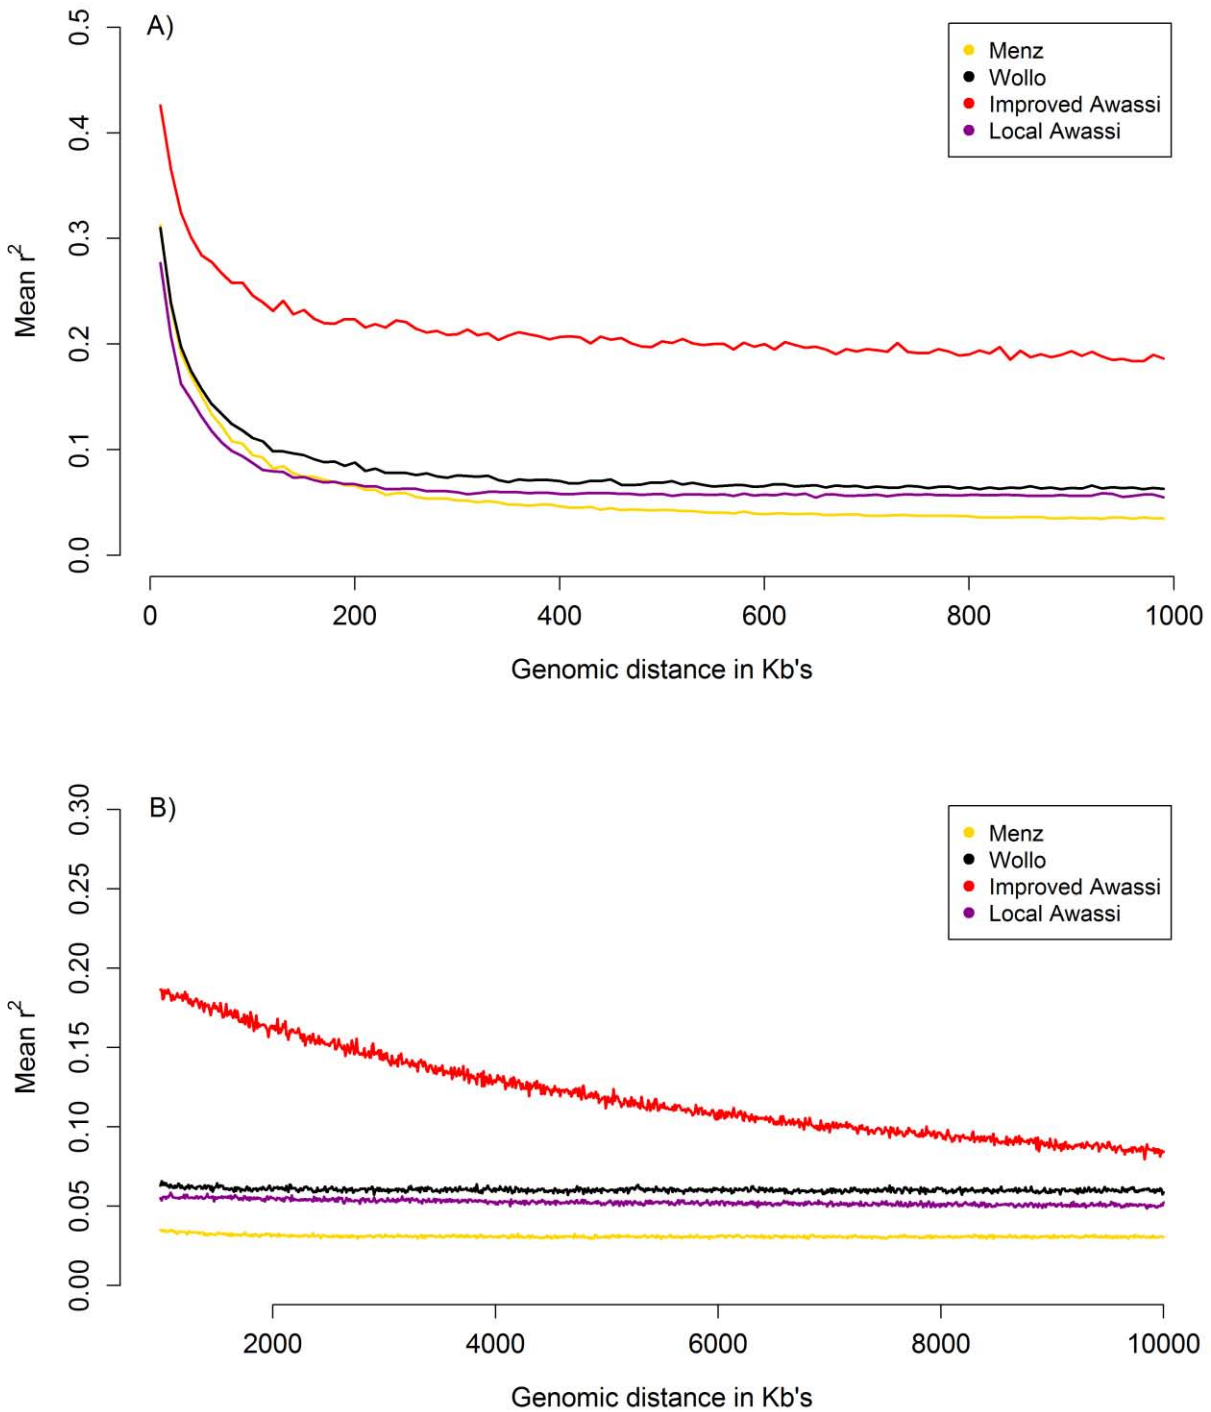 A)
0.5
0.4
0.3
0.2
0.1
0.0
Mean r²
Menz
Wollo
Improved Awassi
Local Awassi
0 200 400 600 800 1000
Genomic distance in Kb's
B)
0.30
0.25
0.20
0.15
0.10
0.05
0.00
Mean r²
Menz
Wollo
Improved Awassi
Local Awassi
2000 4000 6000 8000 10000
Genomic distance in Kb's